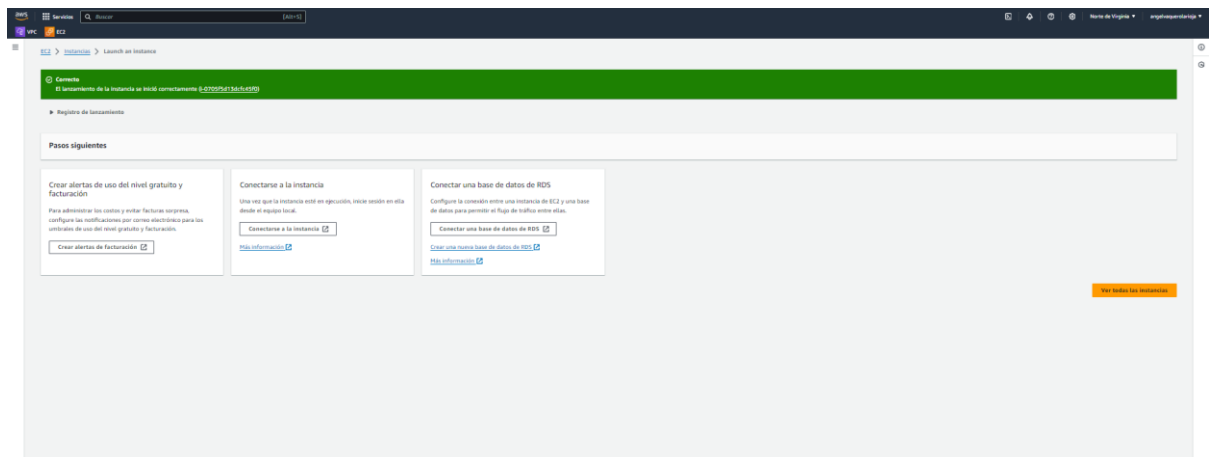 aws
Servicios
Buscar
[Alt+S]
Norte de Virginia
VPC
EC2
EC2 > Instancias > Launch an instance
Correcto
El lanzamiento de la instancia se inició correctamente (i-0705f5d13dcfc45f0)
Registro de lanzamiento
Pasos siguientes
Crear alertas de uso del nivel gratuito y
facturación
Para administrar los costos y evitar facturas sorpresa,
configure las notificaciones por correo electrónico para los
umbrales de uso del nivel gratuito y facturación.
Crear alertas de facturación
Conectarse a la instancia
Una vez que la instancia esté en ejecución, inicie sesión en ella
desde el equipo local.
Conectarse a la instancia
Más información
Conectar una base de datos de RDS
Configure la conexión entre una instancia de EC2 y una base
de datos para permitir el flujo de tráfico entre ellas.
Conectar una base de datos de RDS
Crear una nueva base de datos de RDS
Más información
Ver todas las instancias